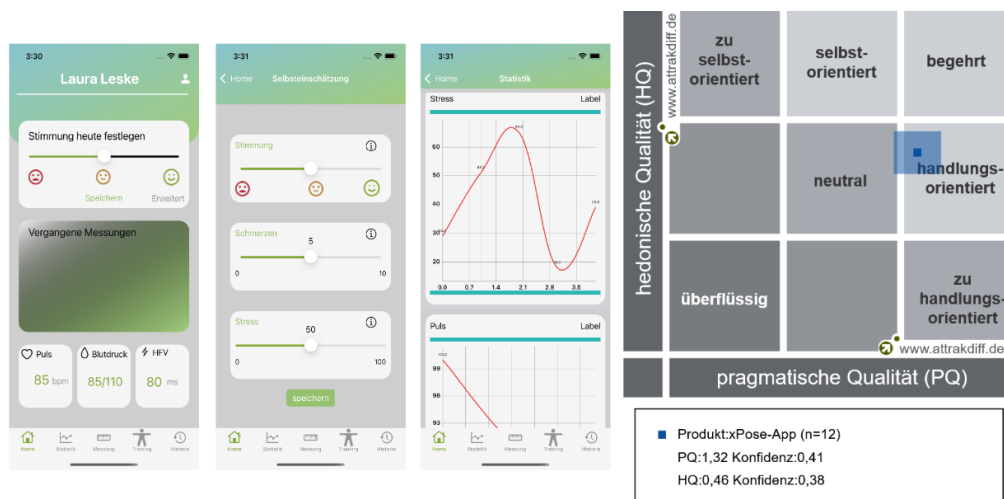 3:30
Laura Leske
Stimmung heute festlegen
Speichern
Erweitert
Vergangene Messungen
Puls
85 bpm
Blutdruck
85/110
HFV
80 ms
Home
Statistik
Messung
Training
Historie
3:31
Home
Selbsteinschätzung
Stimmung
Schmerzen
5
0
10
Stress
50
0
100
speichern
Home
Statistik
Messung
Training
Historie
3:31
Home
Statistik
Stress
Label
60
50
40
30
20
0.0
0.7
1.4
2.1
2.8
3.5
Puls
Label
99
96
93
Home
Statistik
Messung
Training
Historie
hedonische Qualität (HQ)
www.attrakdiff.de
zu
selbst-
orientiert
selbst-
orientiert
begehrt
neutral
handlungs-
orientiert
überflüssig
zu
handlungs-
orientiert
www.attrakdiff.de
pragmatische Qualität (PQ)
Produkt:xPose-App (n=12)
PQ:1,32 Konfidenz:0,41
HQ:0,46 Konfidenz:0,38